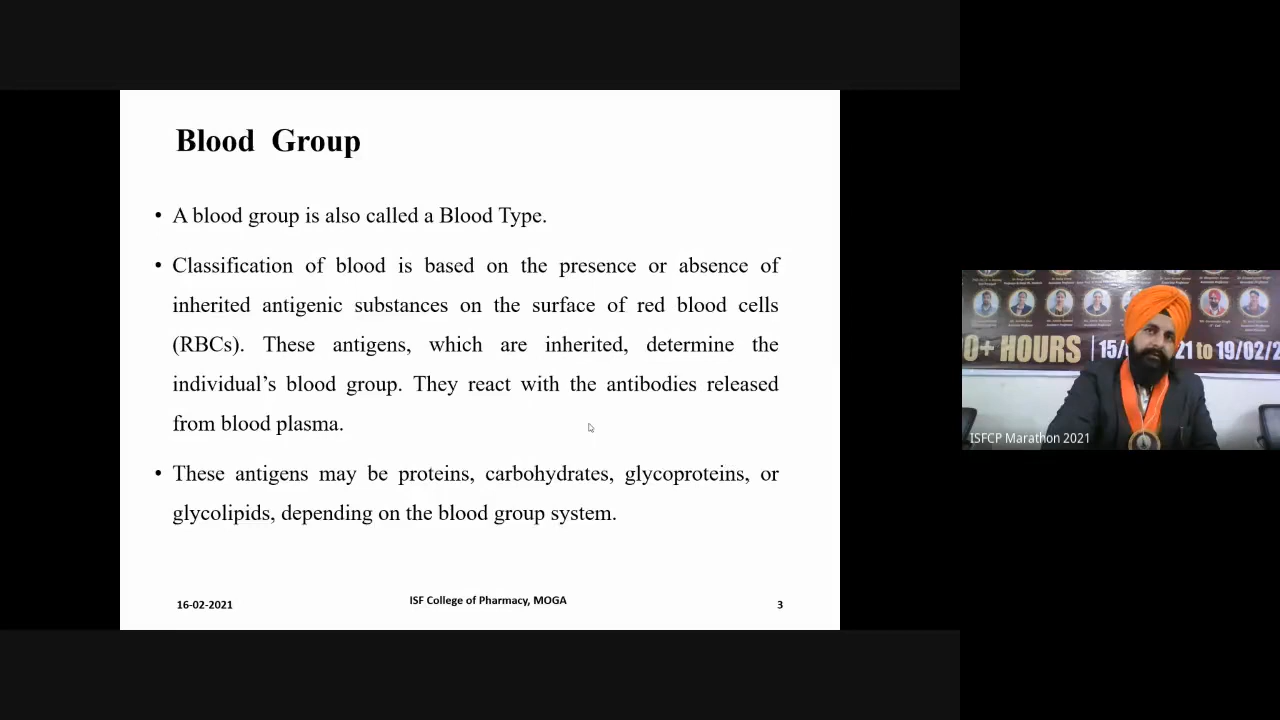 Blood Group
• A blood group is also called a Blood Type.
• Classification of blood is based on the presence or absence of
inherited antigenic substances on the surface of red blood cells
(RBCs). These antigens, which are inherited, determine the
individual's blood group. They react with the antibodies released
from blood plasma.
• These antigens may be proteins, carbohydrates, glycoproteins, or
glycolipids, depending on the blood group system.
16-02-2021
ISF College of Pharmacy, MOGA
3
0+ HOURS
21 to 19/02/2
ISFCP Marathon 2021